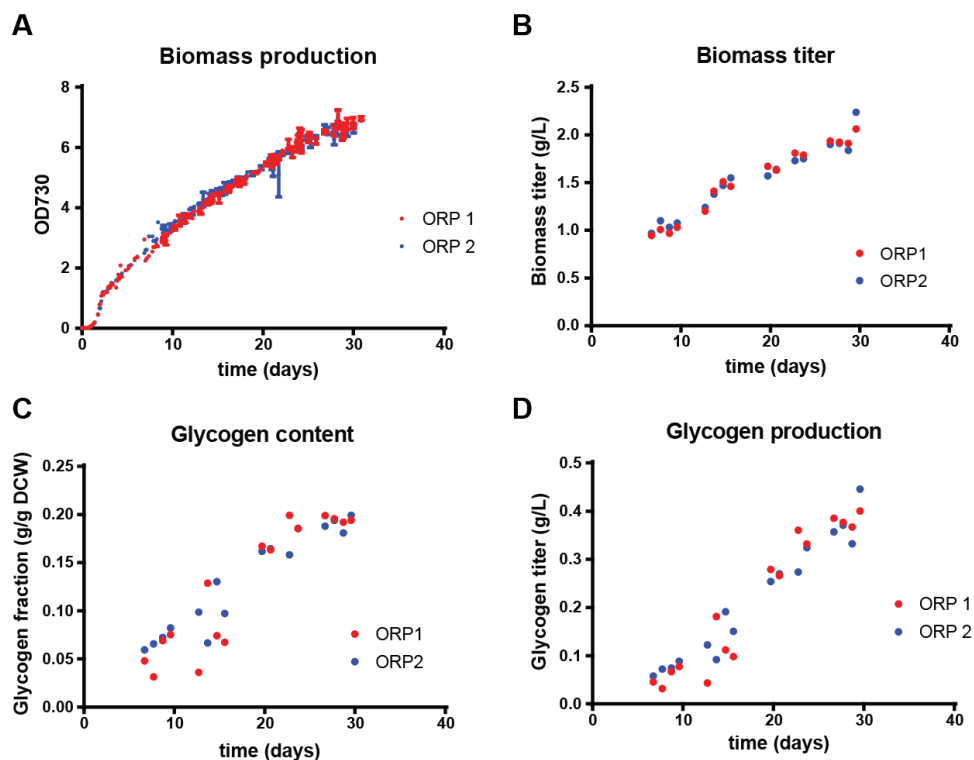 A
Biomass production
8
6
4
2
0
OD730
0 10 20 30 40
time (days)
ORP 1
ORP 2
B
Biomass titer
2.5
2.0
1.5
1.0
0.5
0.0
Biomass titer (g/L)
0 10 20 30 40
time (days)
ORP1
ORP2
C
Glycogen content
0.25
0.20
0.15
0.10
0.05
0.00
Glycogen fraction (g/g DCW)
0 10 20 30 40
time (days)
ORP1
ORP2
D
Glycogen production
0.5
0.4
0.3
0.2
0.1
0.0
Glycogen titer (g/L)
0 10 20 30 40
time (days)
ORP 1
ORP 2